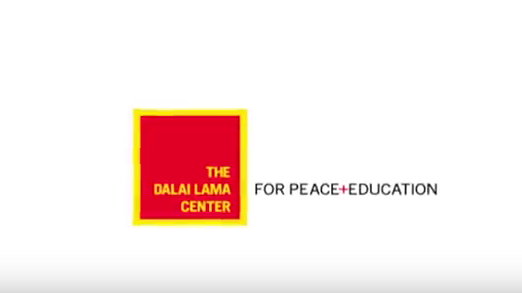 THE
DALAI LAMA
CENTER
FOR PEACE+EDUCATION